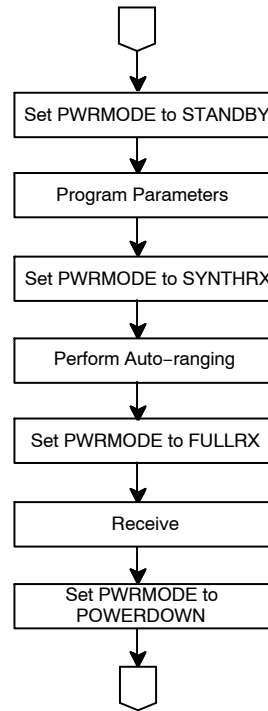 Set PWRMODE to STANDBY
Program Parameters
Set PWRMODE to SYNTHRX
Perform Auto−ranging
Set PWRMODE to FULLRX
Receive
Set PWRMODE to
POWERDOWN